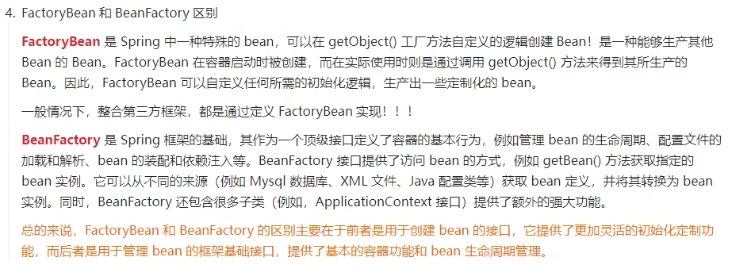 4. FactoryBean 和 BeanFactory 区别
FactoryBean 是 Spring 中一种特殊的 bean，可以在 getObject() 工厂方法自定义的逻辑创建 Bean！是一种能够生产其他
Bean 的 Bean。FactoryBean 在容器启动时被创建，而在实际使用时则是通过调用 getObject() 方法来得到其所生产的
Bean。因此，FactoryBean 可以自定义任何所需的初始化逻辑，生产出一些定制化的 bean。
一般情况下，整合第三方框架，都是通过定义 FactoryBean 实现！！！
BeanFactory 是 Spring 框架的基础，其作为一个顶级接口定义了容器的基本行为，例如管理 bean 的生命周期、配置文件的
加载和解析、bean 的装配和依赖注入等。BeanFactory 接口提供了访问 bean 的方式，例如 getBean() 方法获取指定的
bean 实例。它可以从不同的来源（例如 Mysql 数据库、XML 文件、Java 配置类等）获取 bean 定义，并将其转换为 bean
实例。同时，BeanFactory 还包含很多子类（例如，ApplicationContext 接口）提供了额外的强大功能。
总的来说，FactoryBean 和 BeanFactory 的区别主要在于前者是用于创建 bean 的接口，它提供了更加灵活的初始化定制功
能，而后者是用于管理 bean 的框架基础接口，提供了基本的容器功能和 bean 生命周期管理。